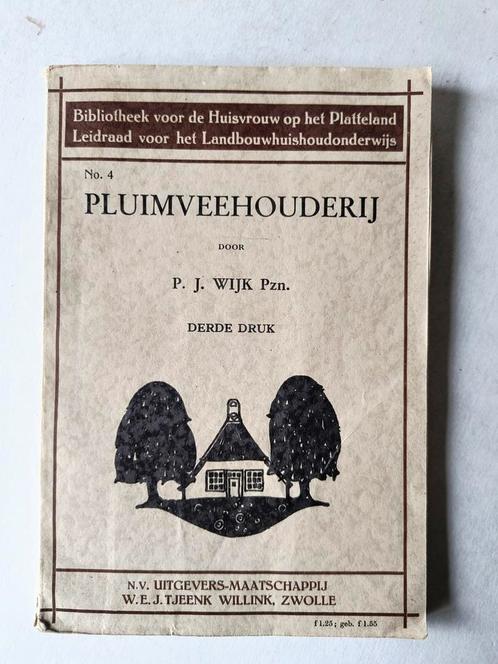 Bibliotheek voor de Huisvrouw op het Platteland
Leidraad voor het Landbouwhuishoudonderwijs
No. 4
PLUIMVEEHOUDERIJ
DOOR
P. J. WIJK Pzn.
DERDE DRUK
N.V. UITGEVERS-MAATSCHAPPIJ
W.E.J. TJEENK WILLINK, ZWOLLE
f 1.25; geb. f 1.55